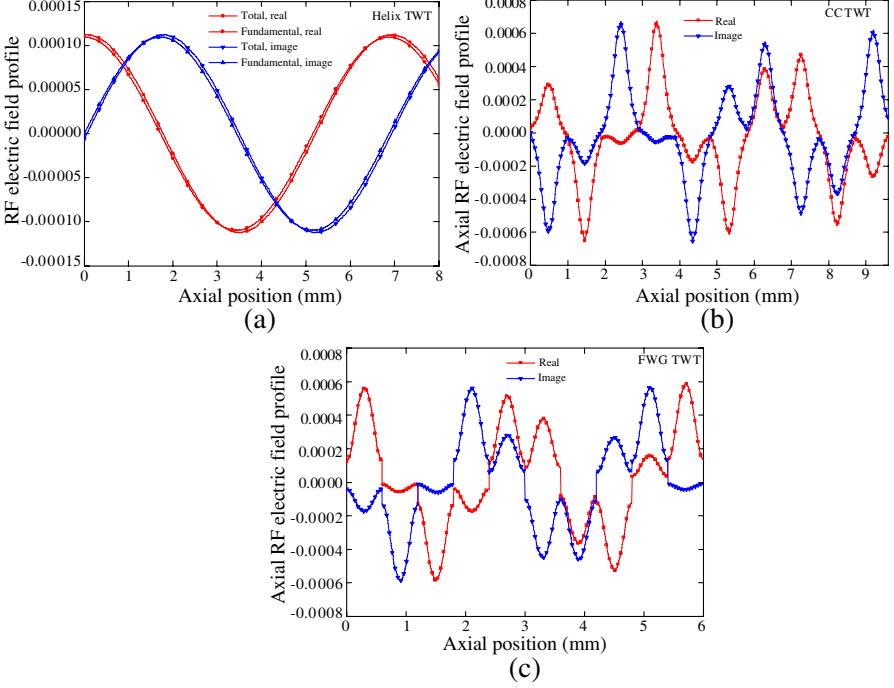 Total, real
Fundamental, real
Total, image
Fundamental, image
Helix TWT
RF electric field profile
0.00015
0.00010
0.00005
0.00000
-0.000005
-0.00010
-0.00015
0 1 2 3 4 5 6 7 8
Axial position (mm)
(a)
Real
Image
CC TWT
Axial RF electric field profile
0.0008
0.0006
0.0004
0.0002
0.0000
-0.0002
-0.0004
-0.0006
-0.0008
0 1 2 3 4 5 6 7 8 9
Axial position (mm)
(b)
Real
Image
FWG TWT
Axial RF electric field profile
0.0008
0.0006
0.0004
0.0002
0.0000
-0.0002
-0.0004
-0.0006
-0.0008
0 1 2 3 4 5 6
Axial position (mm)
(c)